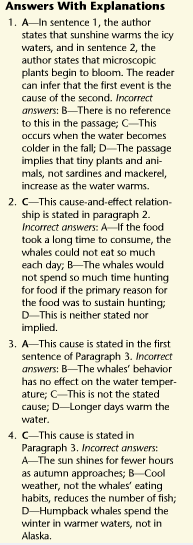 Answers With Explanations
1. A—In sentence 1, the author
states that sunshine warms the icy
waters, and in sentence 2, the
author states that microscopic
plants begin to bloom. The reader
can infer that the first event is the
cause of the second. Incorrect
answers: B—There is no reference
to this in the passage; C—This
occurs when the water becomes
colder in the fall; D—The passage
implies that tiny plants and ani-
mals, not sardines and mackerel,
increase as the water warms.
2. C—This cause-and-effect relation-
ship is stated in paragraph 2.
Incorrect answers: A—If the food
took a long time to consume, the
whales could not eat so much
each day; B—The whales would
not spend so much time hunting
for food if the primary reason for
the food was to sustain hunting;
D—This is neither stated nor
implied.
3. A—This cause is stated in the first
sentence of Paragraph 3. Incorrect
answers: B—The whales' behavior
has no effect on the water temper-
ature; C—This is not the stated
cause; D—Longer days warm the
water.
4. C—This cause is stated in
Paragraph 3. Incorrect answers:
A—The sun shines for fewer hours
as autumn approaches; B—Cool
weather, not the whales' eating
habits, reduces the number of fish;
D—Humpback whales spend the
winter in warmer waters, not in
Alaska.